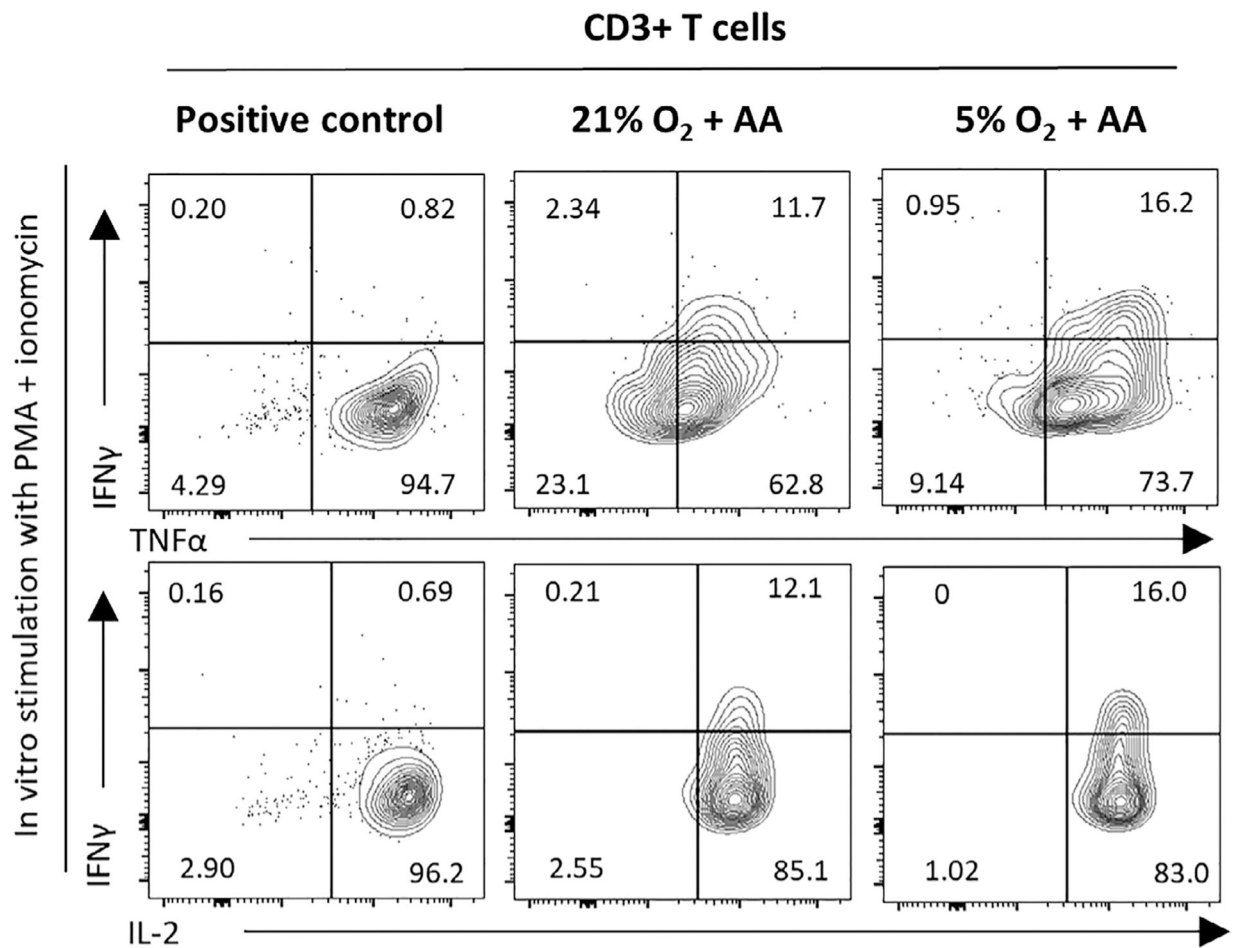 CD3+ T cells
Positive control
21% O₂ + AA
5% O₂ + AA
In vitro stimulation with PMA + ionomycin
IFNγ
0.20 0.82
4.29 94.7
2.34 11.7
23.1 62.8
0.95 16.2
9.14 73.7
TNFα
IFNγ
0.16 0.69
2.90 96.2
0.21 12.1
2.55 85.1
0 16.0
1.02 83.0
IL-2